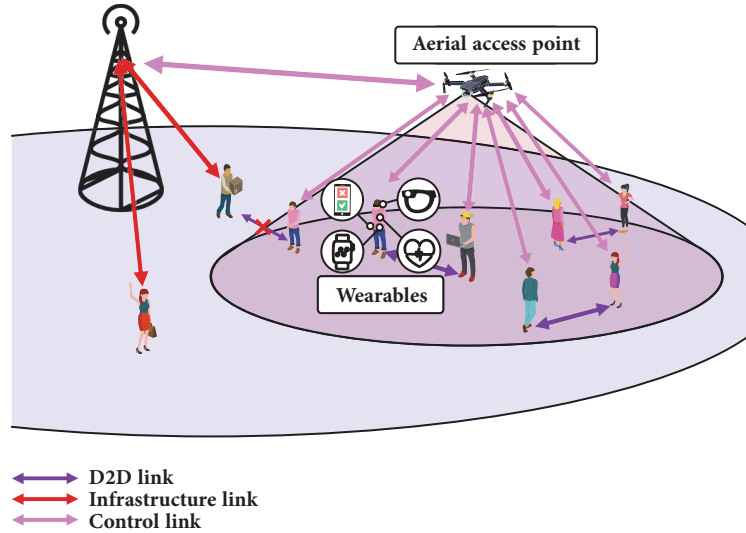 Aerial access point
Wearables
D2D link
Infrastructure link
Control link